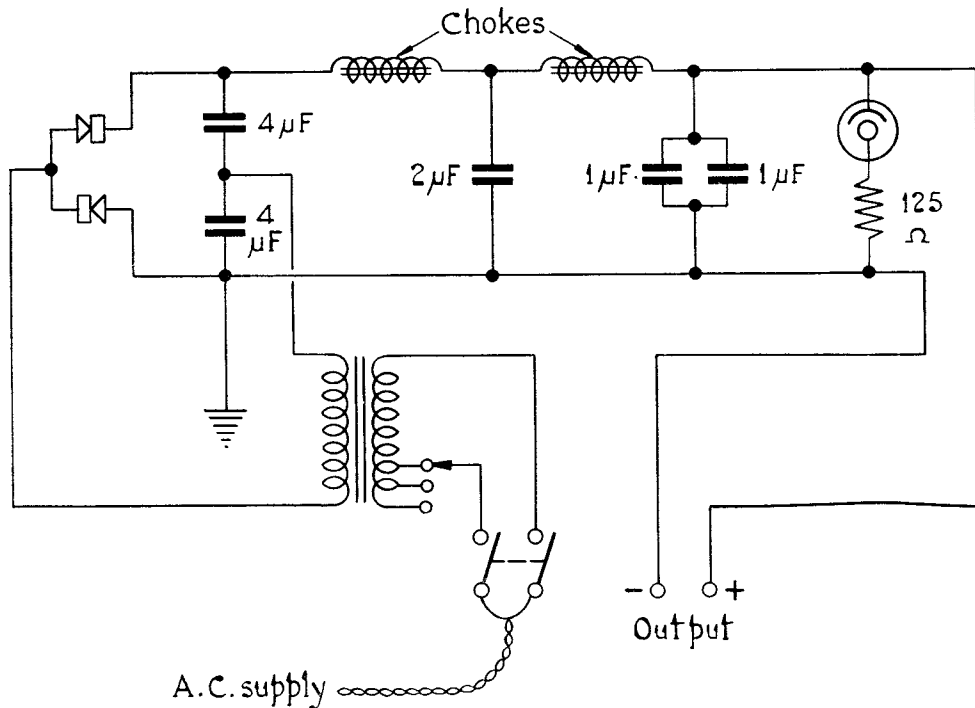 Chokes
4µF
4
µF
2µF
1µF
1µF
125
Ω
- +
Output
A.C. supply